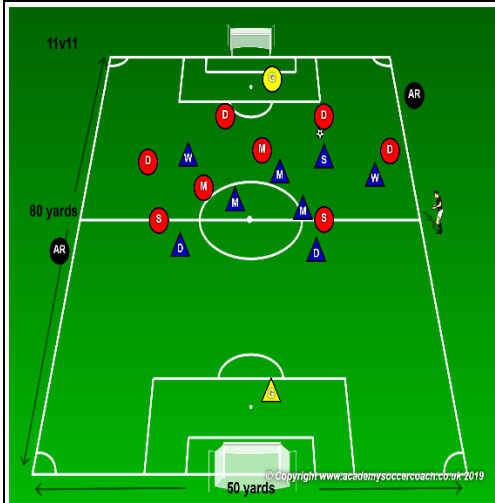 11v11
G
AR
D D
M D
D W S
M W
M
M M
S S
80 yards
D D
AR
G
© Copyright www.academysoccercoach.co.uk 2019
50 yards